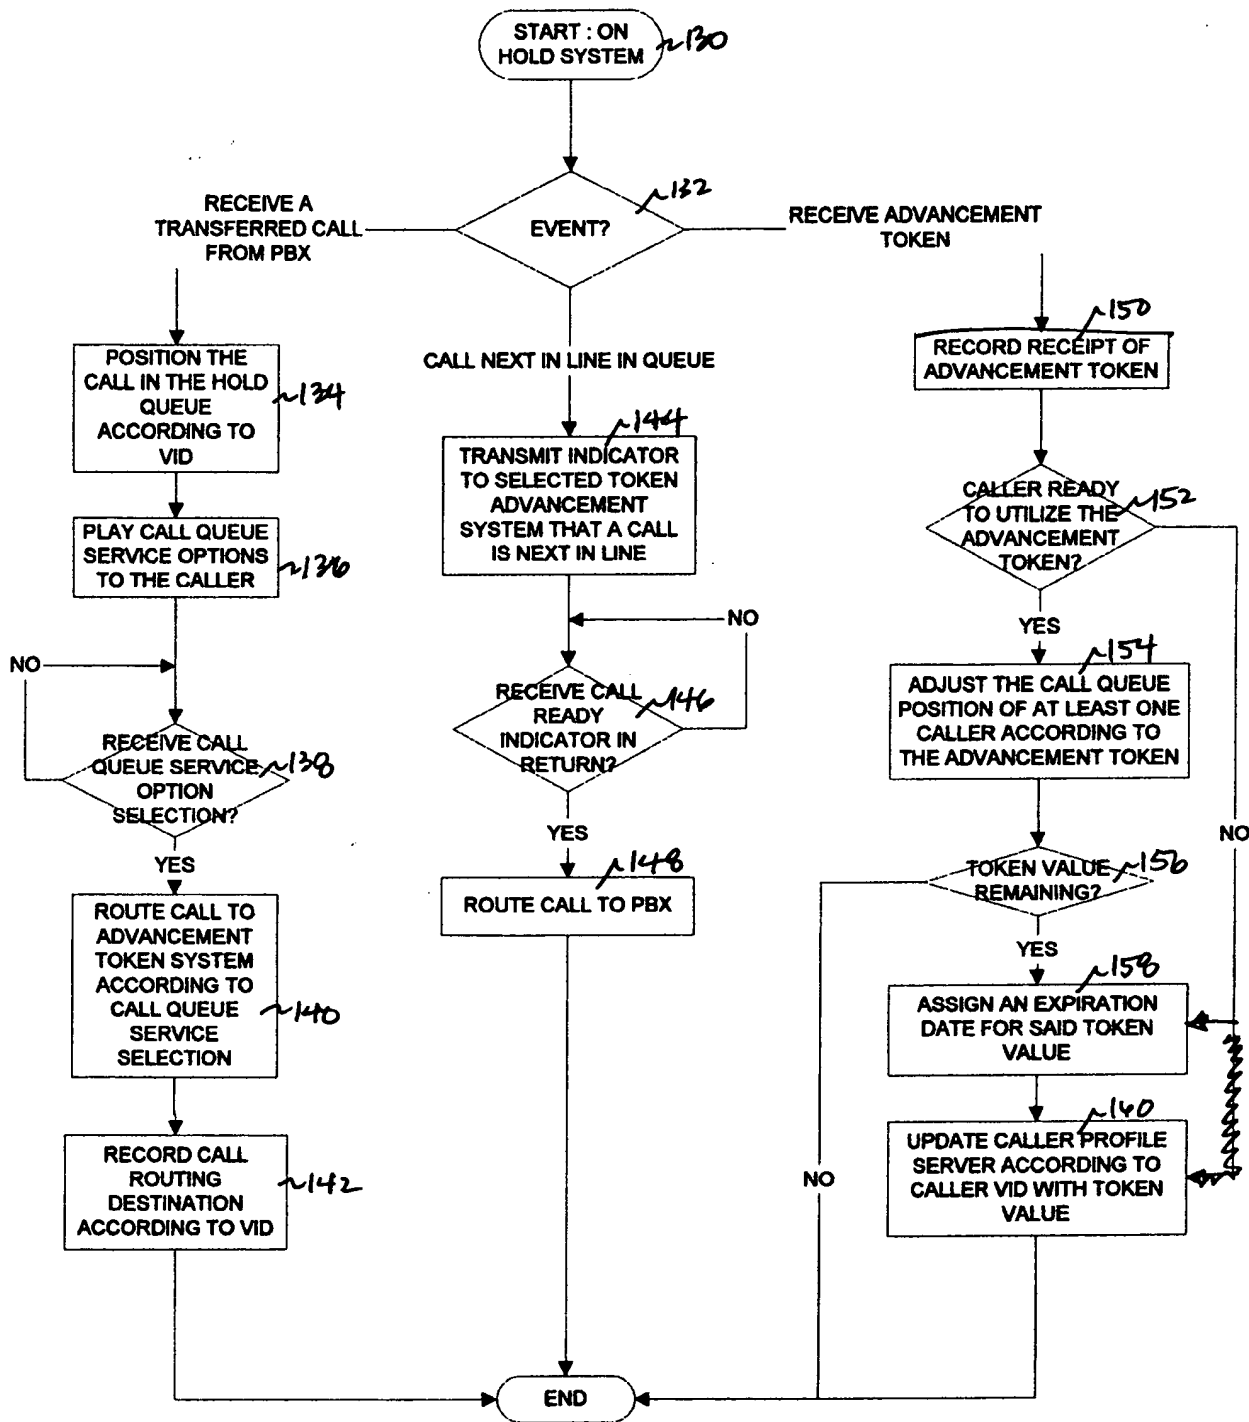 START : ON
HOLD SYSTEM
~130
EVENT?
~132
RECEIVE A
TRANSFERRED CALL
FROM PBX
RECEIVE ADVANCEMENT
TOKEN
CALL NEXT IN LINE IN QUEUE
POSITION THE
CALL IN THE HOLD
QUEUE
ACCORDING TO
VID
~134
PLAY CALL QUEUE
SERVICE OPTIONS
TO THE CALLER
~136
NO
RECEIVE CALL
QUEUE SERVICE
OPTION
SELECTION?
~138
YES
ROUTE CALL TO
ADVANCEMENT
TOKEN SYSTEM
ACCORDING TO
CALL QUEUE
SERVICE
SELECTION
~140
RECORD CALL
ROUTING
DESTINATION
ACCORDING TO VID
~142
~144
TRANSMIT INDICATOR
TO SELECTED TOKEN
ADVANCEMENT
SYSTEM THAT A CALL
IS NEXT IN LINE
NO
RECEIVE CALL
READY
INDICATOR IN
RETURN?
~146
YES
~148
ROUTE CALL TO PBX
~150
RECORD RECEIPT OF
ADVANCEMENT TOKEN
CALLER READY
TO UTILIZE THE
ADVANCEMENT
TOKEN?
~152
YES
NO
~154
ADJUST THE CALL QUEUE
POSITION OF AT LEAST ONE
CALLER ACCORDING TO
THE ADVANCEMENT TOKEN
TOKEN VALUE
REMAINING?
~156
YES
NO
~158
ASSIGN AN EXPIRATION
DATE FOR SAID TOKEN
VALUE
~160
UPDATE CALLER PROFILE
SERVER ACCORDING TO
CALLER VID WITH TOKEN
VALUE
END